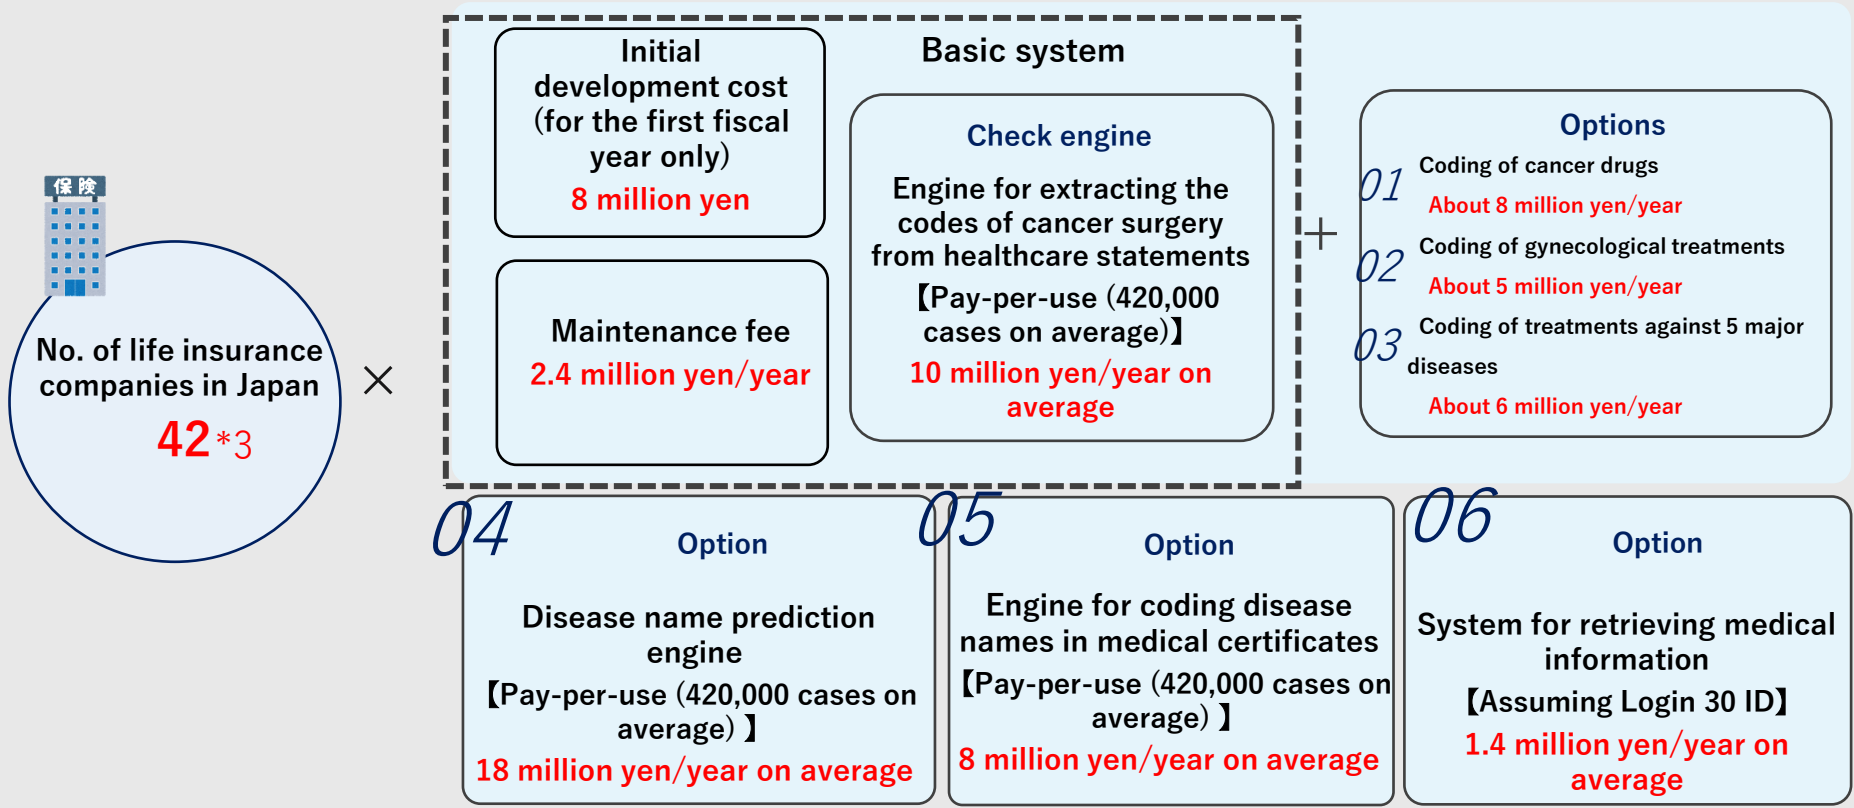 保険
No. of life insurance
companies in Japan
42*3
×
Basic system
Initial
development cost
(for the first fiscal
year only)
8 million yen
Maintenance fee
2.4 million yen/year
Check engine
Engine for extracting the
codes of cancer surgery
from healthcare statements
【Pay-per-use (420,000
cases on average)】
10 million yen/year on
average
+
Options
01 Coding of cancer drugs
About 8 million yen/year
02 Coding of gynecological treatments
About 5 million yen/year
03 Coding of treatments against 5 major
diseases
About 6 million yen/year
04
Option
Disease name prediction
engine
【Pay-per-use (420,000 cases on
average) 】
18 million yen/year on average
05
Option
Engine for coding disease
names in medical certificates
【Pay-per-use (420,000 cases on
average) 】
8 million yen/year on average
06
Option
System for retrieving medical
information
【Assuming Login 30 ID】
1.4 million yen/year on
average